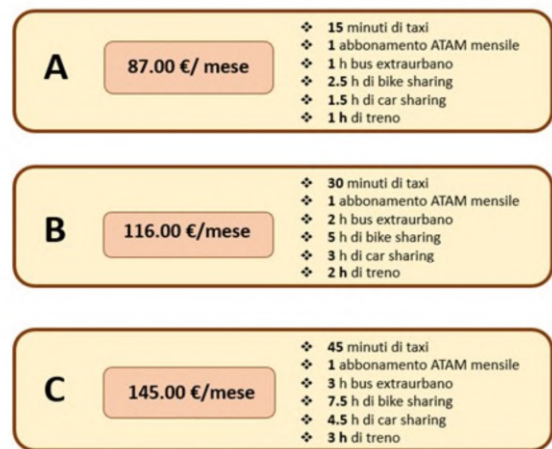 A
87.00 €/ mese
❖ 15 minuti di taxi
❖ 1 abbonamento ATAM mensile
❖ 1 h bus extraurbano
❖ 2.5 h di bike sharing
❖ 1.5 h di car sharing
❖ 1 h di treno
B
116.00 €/mese
❖ 30 minuti di taxi
❖ 1 abbonamento ATAM mensile
❖ 2 h bus extraurbano
❖ 5 h di bike sharing
❖ 3 h di car sharing
❖ 2 h di treno
C
145.00 €/mese
❖ 45 minuti di taxi
❖ 1 abbonamento ATAM mensile
❖ 3 h bus extraurbano
❖ 7.5 h di bike sharing
❖ 4.5 h di car sharing
❖ 3 h di treno